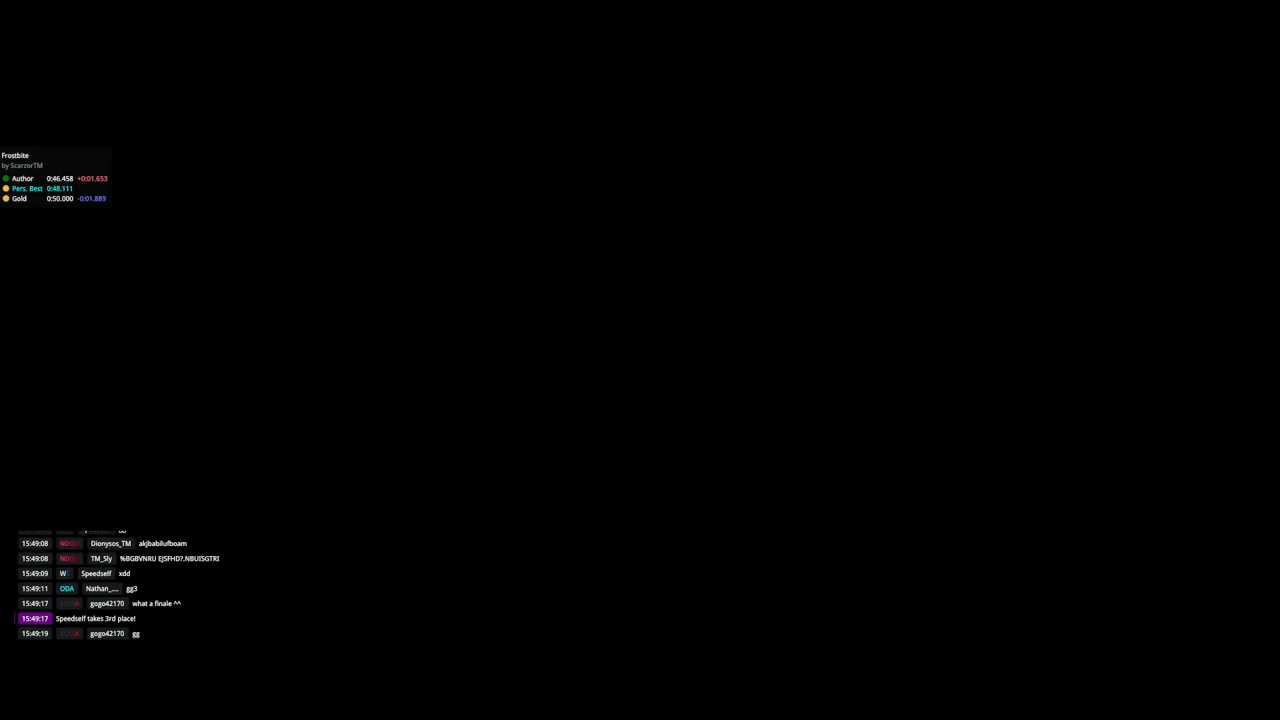 Frostbite
by ScarzorTM
Author 0:46.458 +0:01.653
Pers. Best 0:48.111
Gold 0:50.000 -0:01.889
15:49:08 Dionysos_TM akjbabilufboam
15:49:08 TM_Sly %BGBVNRU EJSFHD?.NBUISGTRI
15:49:09 W Speedself xdd
15:49:11 ODA Nathan_... gg3
15:49:17 gogo42170 what a finale ^^
15:49:17 Speedself takes 3rd place!
15:49:19 gogo42170 gg